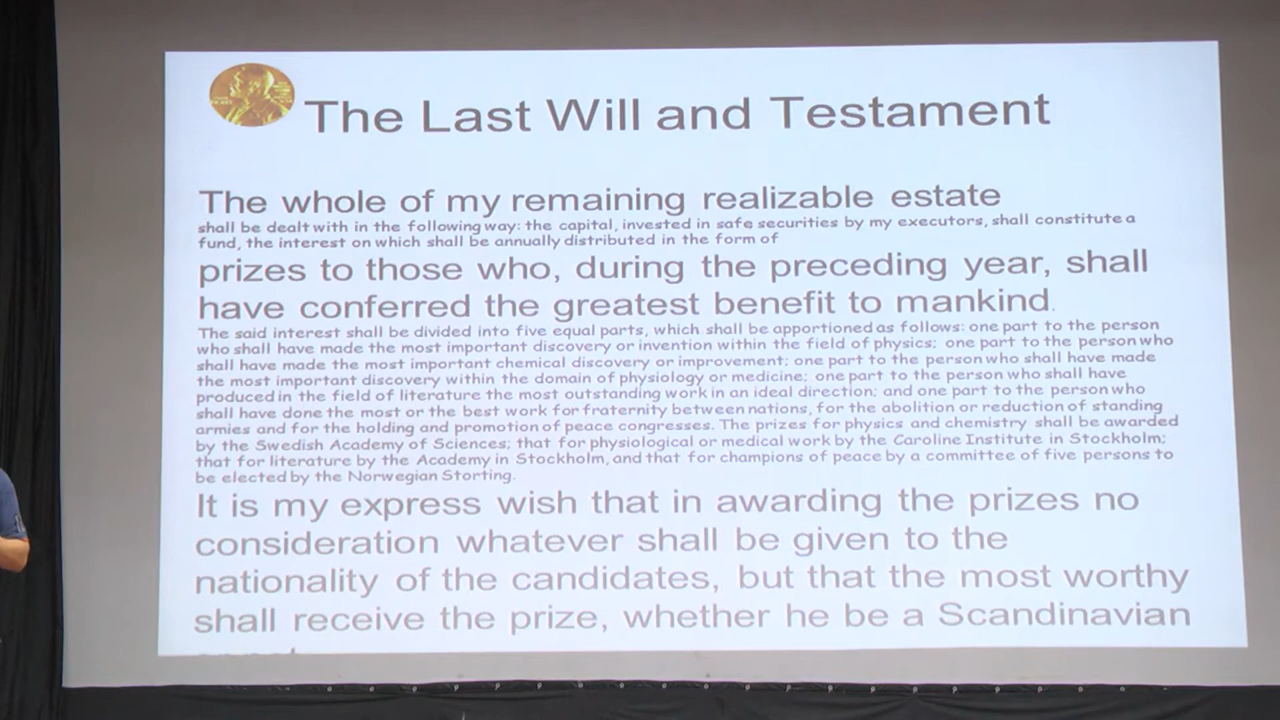 The Last Will and Testament
The whole of my remaining realizable estate
shall be dealt with in the following way: the capital, invested in safe securities by my executors, shall constitute a
fund, the interest on which shall be annually distributed in the form of
prizes to those who, during the preceding year, shall
have conferred the greatest benefit to mankind.
The said interest shall be divided into five equal parts, which shall be apportioned as follows: one part to the person
who shall have made the most important discovery or invention within the field of physics; one part to the person who
shall have made the most important chemical discovery or improvement; one part to the person who shall have made
the most important discovery within the domain of physiology or medicine; one part to the person who shall have
produced in the field of literature the most outstanding work in an ideal direction; and one part to the person who
shall have done the most or the best work for fraternity between nations, for the abolition or reduction of standing
armies and for the holding and promotion of peace congresses. The prizes for physics and chemistry shall be awarded
by the Swedish Academy of Sciences; that for physiological or medical work by the Caroline Institute in Stockholm;
that for literature by the Academy in Stockholm, and that for champions of peace by a committee of five persons to
be elected by the Norwegian Storting.
It is my express wish that in awarding the prizes no
consideration whatever shall be given to the
nationality of the candidates, but that the most worthy
shall receive the prize, whether he be a Scandinavian